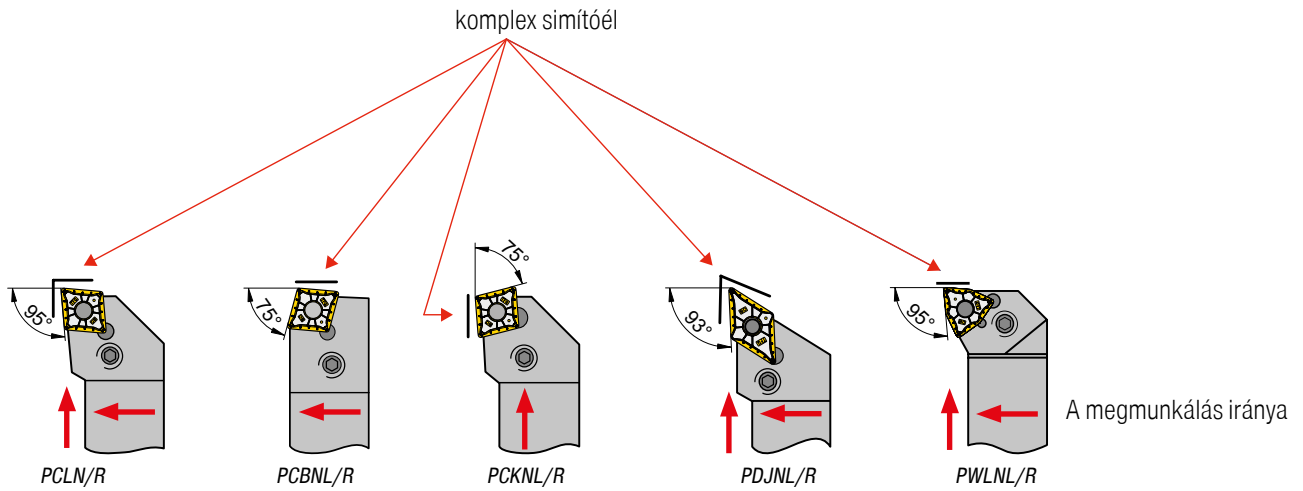 komplex simítóél
95°
75°
75°
93°
95°
A megmunkálás iránya
PCLN/R
PCBNL/R
PCKNL/R
PDJNL/R
PWLNL/R